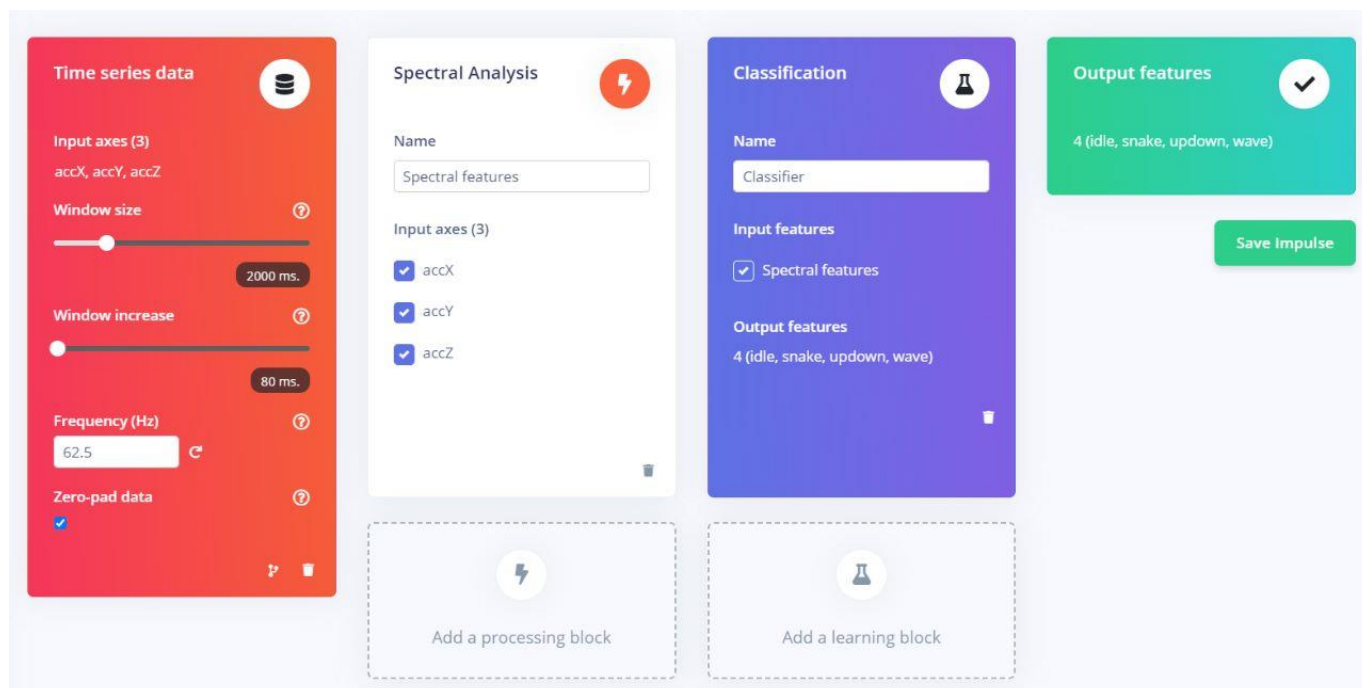 Time series data
Input axes (3)
accX, accY, accZ
Window size
2000 ms.
Window increase
80 ms.
Frequency (Hz)
62.5
Zero-pad data
Spectral Analysis
Name
Spectral features
Input axes (3)
accX
accY
accZ
Add a processing block
Classification
Name
Classifier
Input features
Spectral features
Output features
4 (idle, snake, updown, wave)
Add a learning block
Output features
4 (idle, snake, updown, wave)
Save Impulse